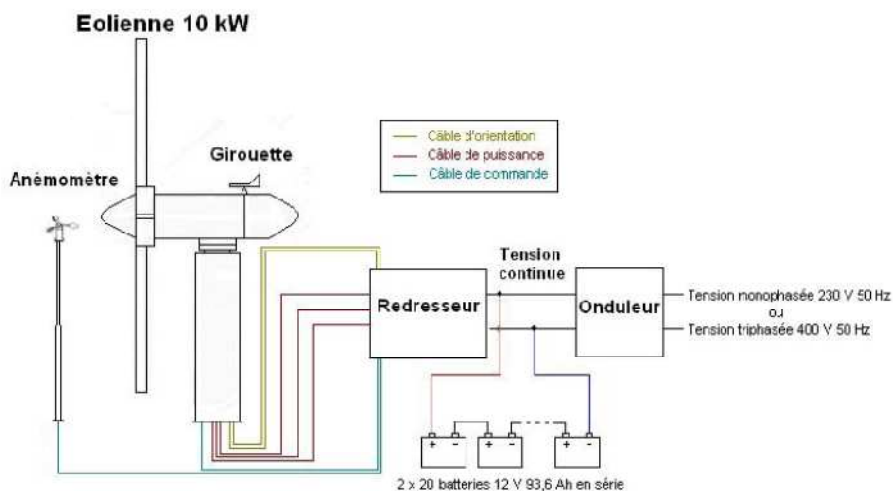 Eolienne 10 kW
Girouette
Anémomètre
Câble d'orientation
Câble de puissance
Câble de commande
Tension
continue
Redresseur
Onduleur
Tension monophasée 230 V 50 Hz
ou
Tension triphasée 400 V 50 Hz
+ - + - + -
2 x 20 batteries 12 V 93,6 Ah en série